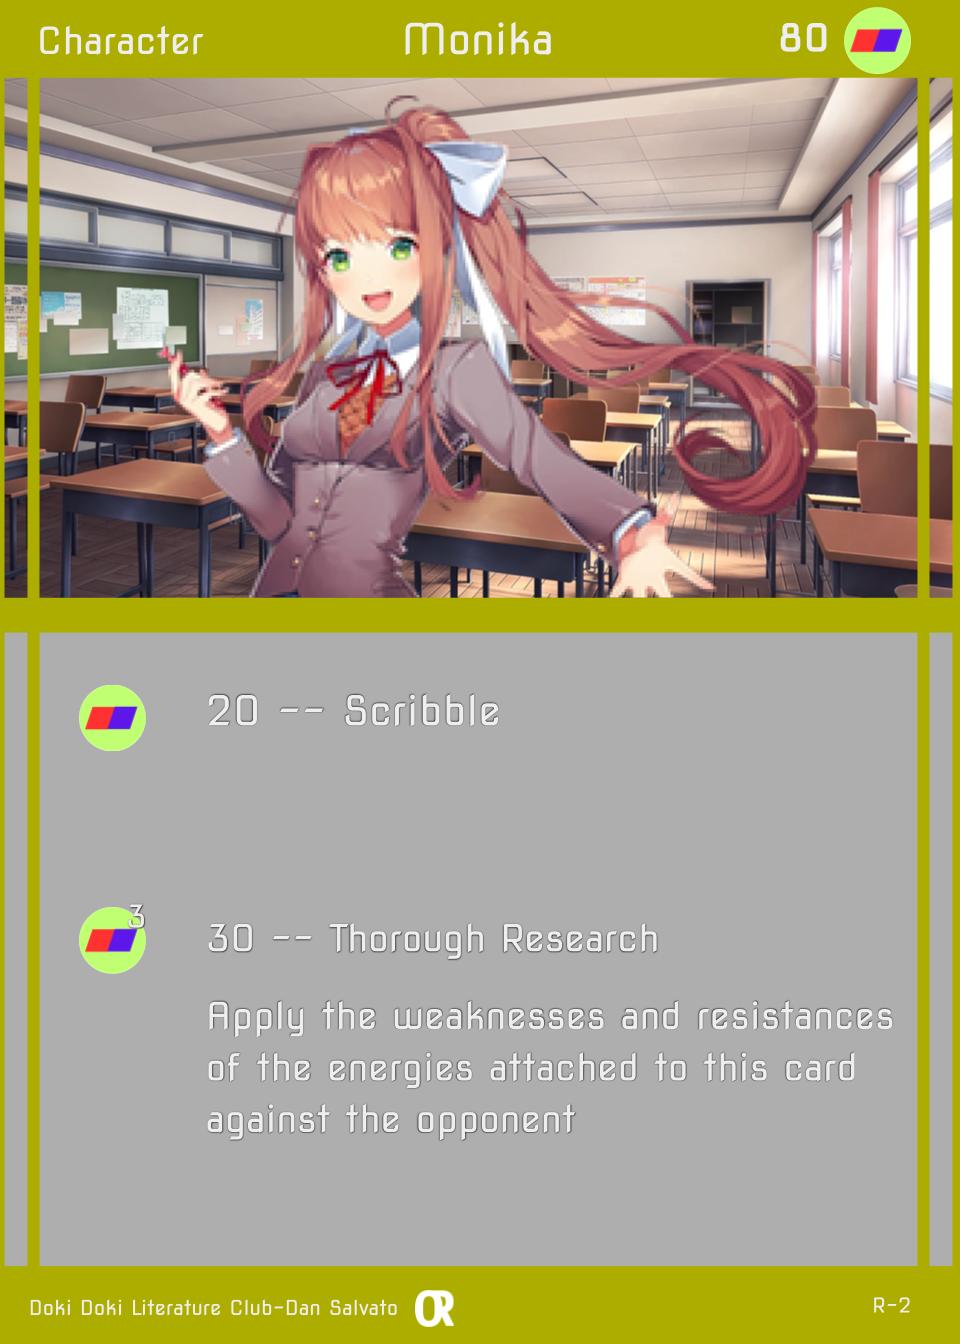 Character Monika 80
20 -- Scribble
3
30 -- Thorough Research
Apply the weaknesses and resistances
of the energies attached to this card
against the opponent
Doki Doki Literature Club-Dan Salvato OR R-2